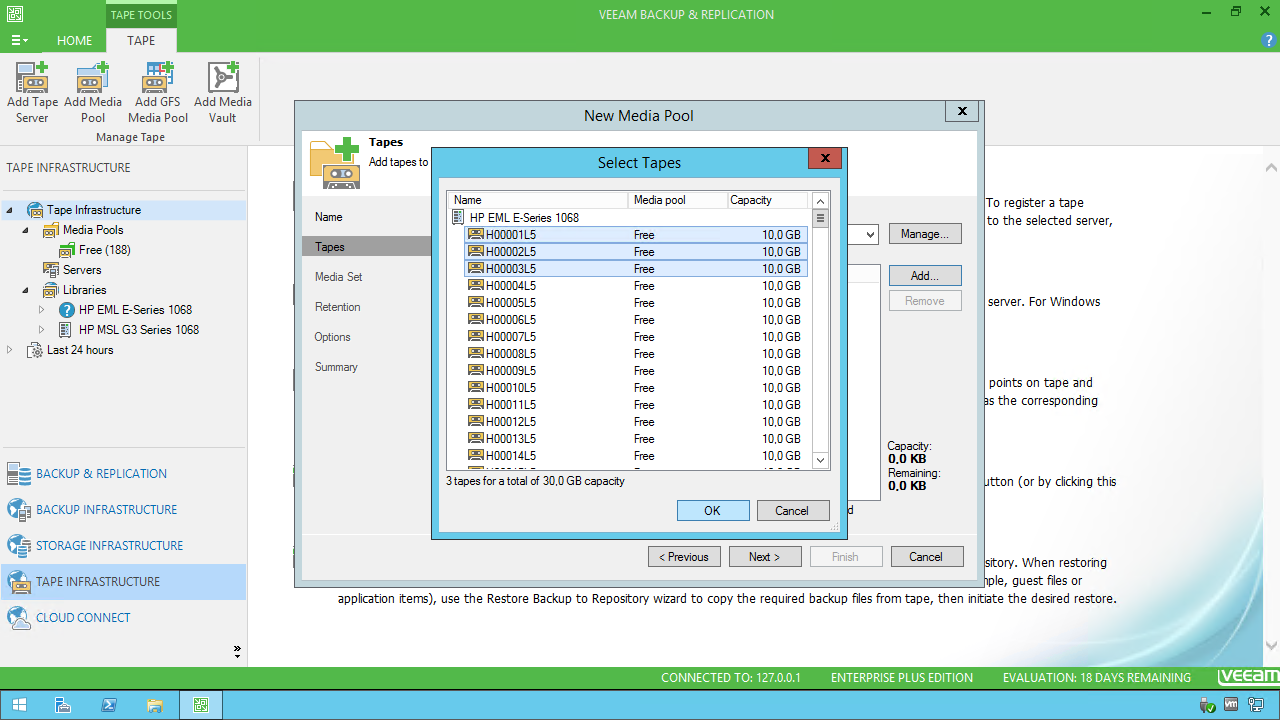 TAPE TOOLS
VEEAM BACKUP & REPLICATION
HOME
TAPE
Add Tape Server
Add Media Pool
Add GFS Media Pool
Add Media Vault
Manage Tape
TAPE INFRASTRUCTURE
Tape Infrastructure
Media Pools
Free (188)
Servers
Libraries
HP EML E-Series 1068
HP MSL G3 Series 1068
Last 24 hours
BACKUP & REPLICATION
BACKUP INFRASTRUCTURE
STORAGE INFRASTRUCTURE
TAPE INFRASTRUCTURE
CLOUD CONNECT
New Media Pool
X
Tapes
Add tapes to
Name
Tapes
Media Set
Retention
Options
Summary
Select Tapes
X
Name Media pool Capacity
HP EML E-Series 1068
H00001L5 Free 10,0 GB
H00002L5 Free 10,0 GB
H00003L5 Free 10,0 GB
H00004L5 Free 10,0 GB
H00005L5 Free 10,0 GB
H00006L5 Free 10,0 GB
H00007L5 Free 10,0 GB
H00008L5 Free 10,0 GB
H00009L5 Free 10,0 GB
H00010L5 Free 10,0 GB
H00011L5 Free 10,0 GB
H00012L5 Free 10,0 GB
H00013L5 Free 10,0 GB
H00014L5 Free 10,0 GB
3 tapes for a total of 30,0 GB capacity
OK
Cancel
Manage...
Add...
Remove
Capacity:
0,0 KB
Remaining:
0,0 KB
d
< Previous
Next >
Finish
Cancel
To register a tape
to the selected server,
server. For Windows
points on tape and
as the corresponding
utton (or by clicking this
sitory. When restoring
mple, guest files or
application items), use the Restore Backup to Repository wizard to copy the required backup files from tape, then initiate the desired restore.
CONNECTED TO: 127.0.0.1
ENTERPRISE PLUS EDITION
EVALUATION: 18 DAYS REMAINING
veeam
vm